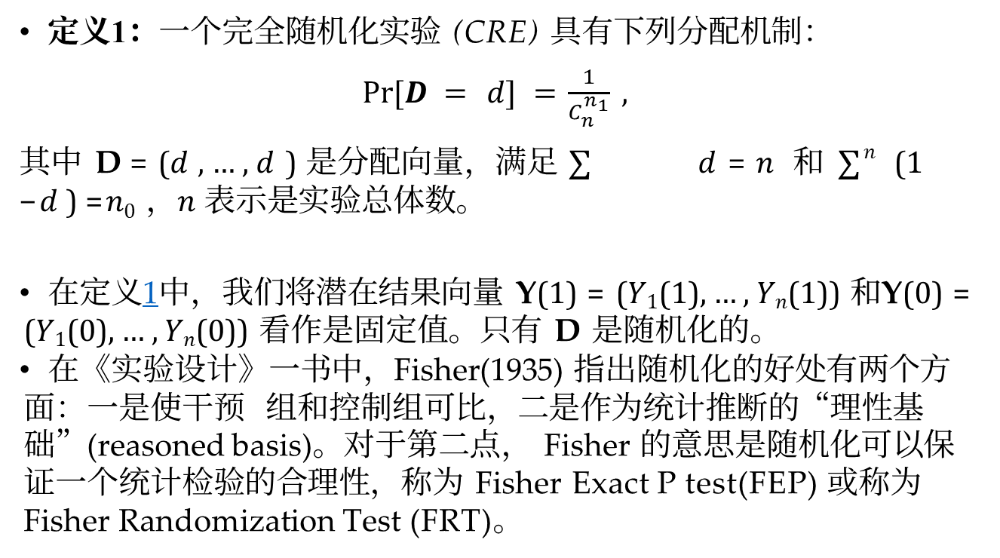 • 定义1：一个完全随机化实验 (CRE) 具有下列分配机制：
Pr[D = d] = 1/C_n^{n_1} ,
其中 D = (d , … , d ) 是分配向量，满足 ∑ d = n 和 ∑^n (1
−d ) =n_0 ，n 表示是实验总体数。
• 在定义1中，我们将潜在结果向量 Y(1) = (Y_1(1), … , Y_n(1)) 和Y(0) =
(Y_1(0), … , Y_n(0)) 看作是固定值。只有 D 是随机化的。
• 在《实验设计》一书中，Fisher(1935) 指出随机化的好处有两个方
面：一是使干预 组和控制组可比，二是作为统计推断的“理性基
础”(reasoned basis)。对于第二点， Fisher 的意思是随机化可以保
证一个统计检验的合理性，称为 Fisher Exact P test(FEP) 或称为
Fisher Randomization Test (FRT)。